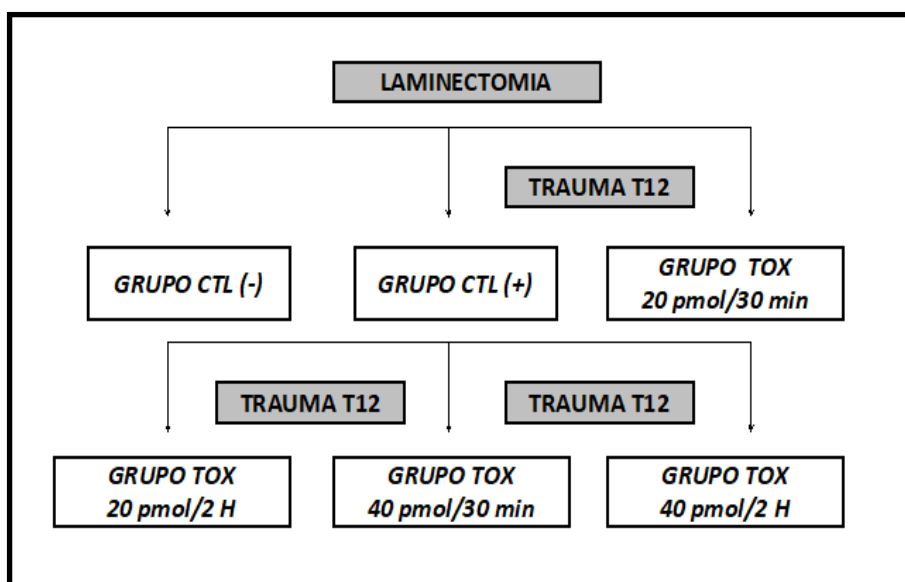 LAMINECTOMIA
TRAUMA T12
GRUPO CTL (-)
GRUPO CTL (+)
GRUPO TOX
20 pmol/30 min
TRAUMA T12
TRAUMA T12
GRUPO TOX
20 pmol/2 H
GRUPO TOX
40 pmol/30 min
GRUPO TOX
40 pmol/2 H